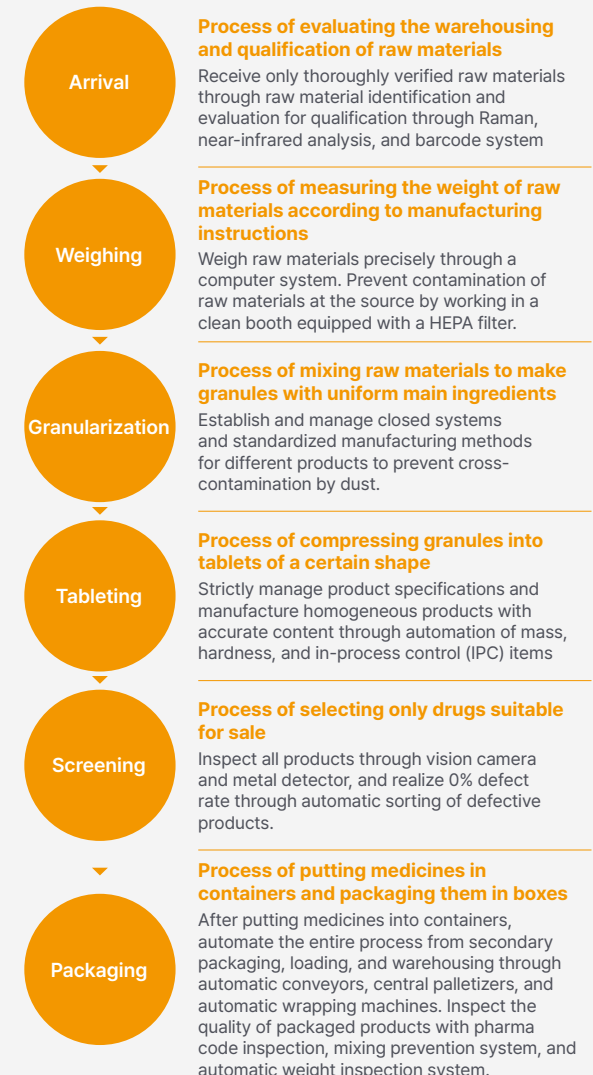 Arrival
Process of evaluating the warehousing
and qualification of raw materials
Receive only thoroughly verified raw materials
through raw material identification and
evaluation for qualification through Raman,
near-infrared analysis, and barcode system
Weighing
Process of measuring the weight of raw
materials according to manufacturing
instructions
Weigh raw materials precisely through a
computer system. Prevent contamination of
raw materials at the source by working in a
clean booth equipped with a HEPA filter.
Granularization
Process of mixing raw materials to make
granules with uniform main ingredients
Establish and manage closed systems
and standardized manufacturing methods
for different products to prevent cross-
contamination by dust.
Tableting
Process of compressing granules into
tablets of a certain shape
Strictly manage product specifications and
manufacture homogeneous products with
accurate content through automation of mass,
hardness, and in-process control (IPC) items
Screening
Process of selecting only drugs suitable
for sale
Inspect all products through vision camera
and metal detector, and realize 0% defect
rate through automatic sorting of defective
products.
Packaging
Process of putting medicines in
containers and packaging them in boxes
After putting medicines into containers,
automate the entire process from secondary
packaging, loading, and warehousing through
automatic conveyors, central palletizers, and
automatic wrapping machines. Inspect the
quality of packaged products with pharma
code inspection, mixing prevention system, and
automatic weight inspection system.